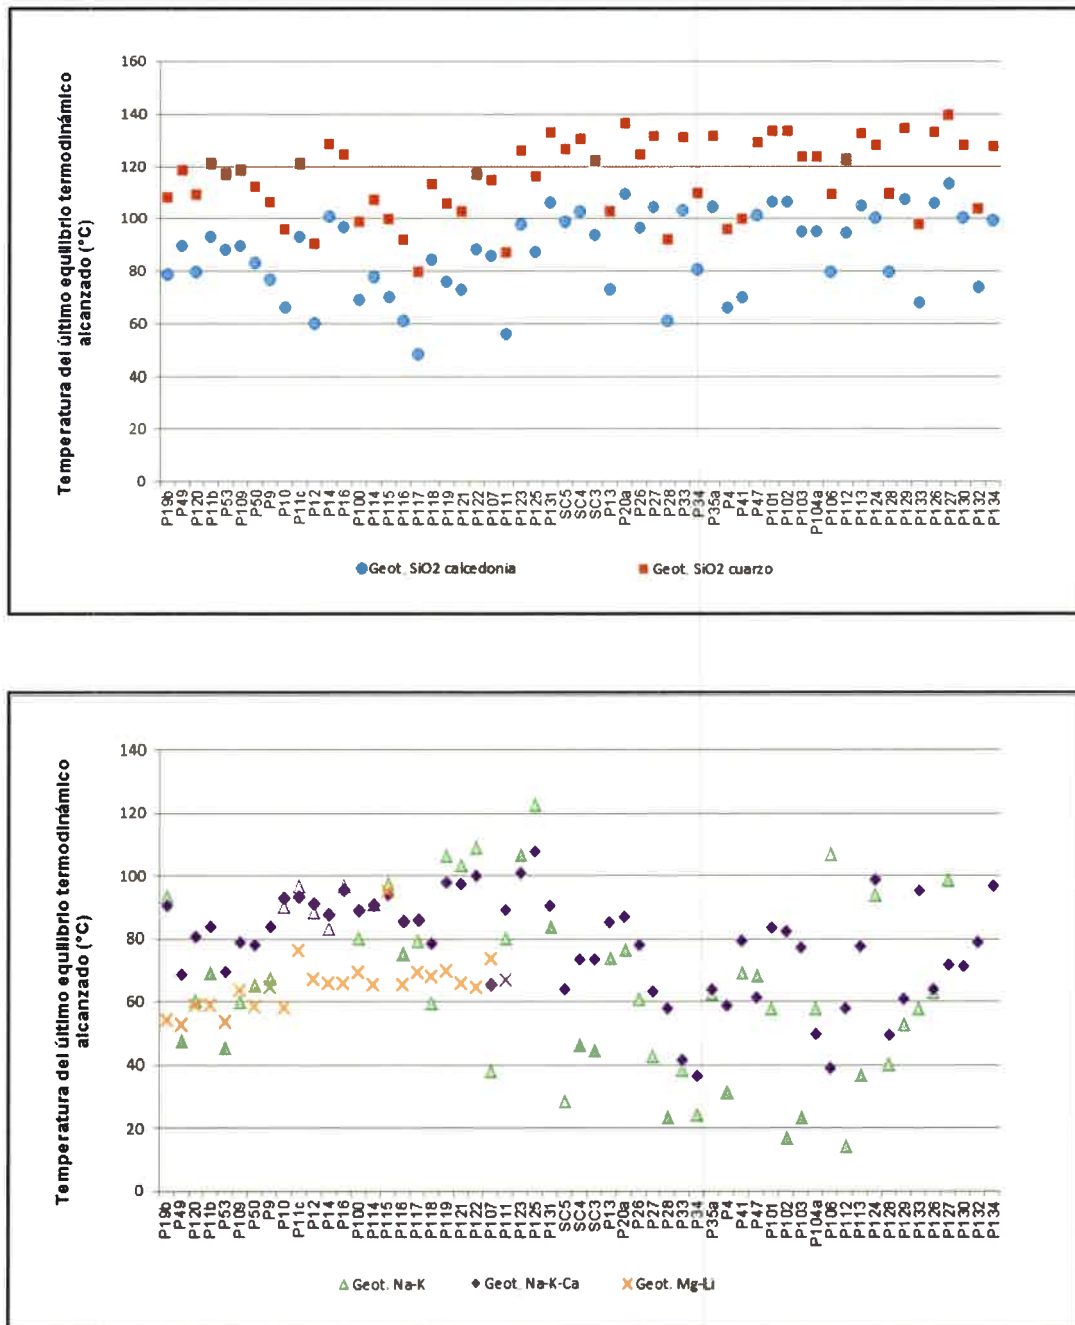 Temperatura del último equilibrio termodinámico
alcanzado (°C)
160
140
120
100
80
60
40
20
0
P19b P49 P120 P11b P53 P109 P50 P9 P10 P11c P12 P14 P16 P100 P114 P115 P116 P117 P118 P119 P121 P122 P107 P111 P123 P125 P131 SC5 SC4 SC3 P13 P20a P26 P27 P28 P33 P34 P35a P4 P41 P47 P101 P102 P103 P104a P106 P112 P113 P124 P128 P129 P133 P126 P127 P130 P132 P134
Geot. SiO2 calcedonia Geot. SiO2 cuarzo
Temperatura del último equilibrio termodinámico
alcanzado (°C)
140
120
100
80
60
40
20
0
P19b P49 P120 P11b P53 P109 P50 P9 P10 P11c P12 P14 P16 P100 P114 P115 P116 P117 P118 P119 P121 P122 P107 P111 P123 P125 P131 SC5 SC4 SC3 P13 P20a P26 P27 P28 P33 P34 P35a P4 P41 P47 P101 P102 P103 P104a P106 P112 P113 P124 P128 P129 P133 P126 P127 P130 P132 P134
Geot. Na-K Geot. Na-K-Ca Geot. Mg-Li